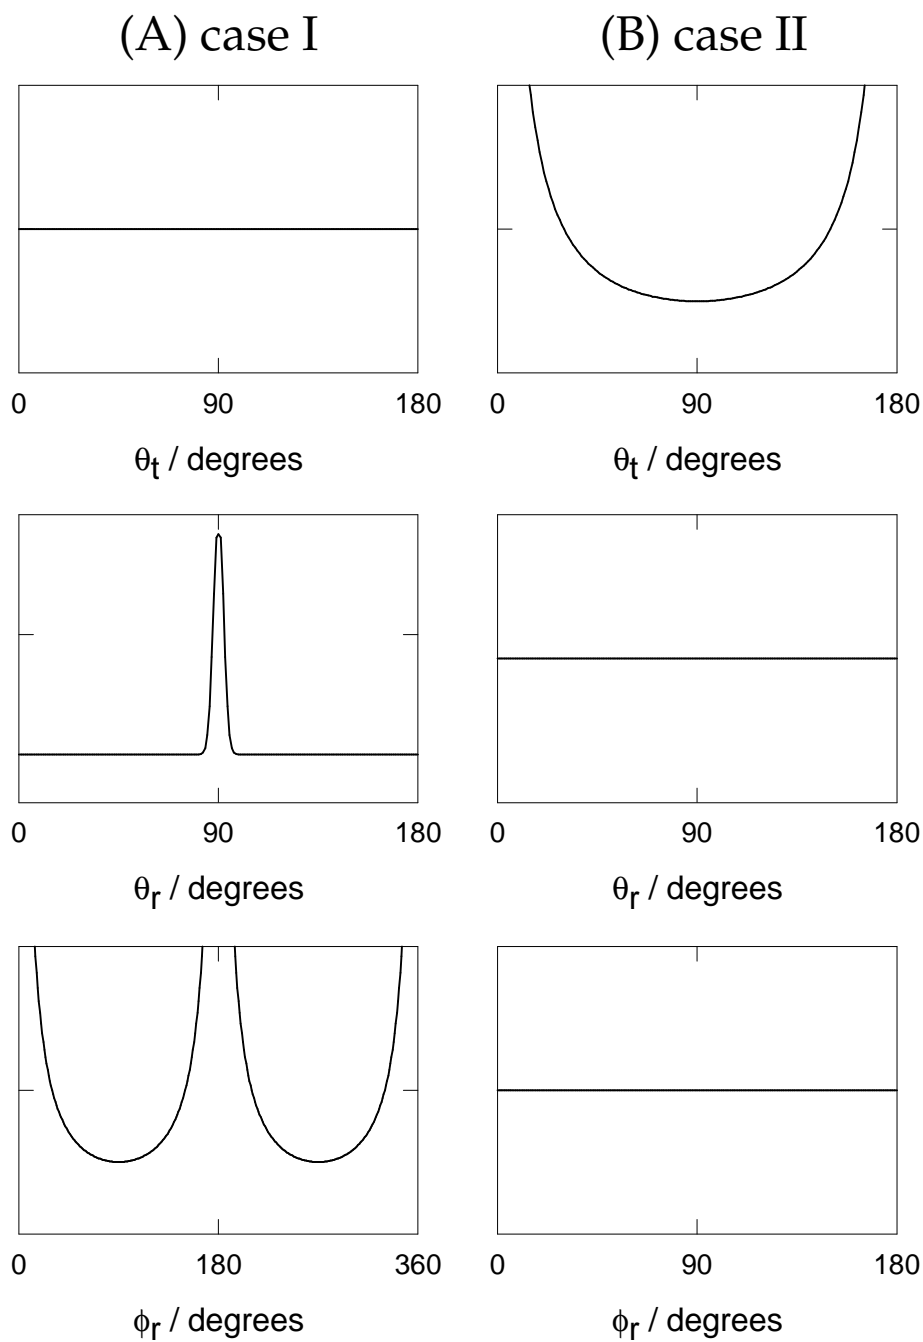 (A) case I (B) case II
0 90 180 0 90 180
θt / degrees θt / degrees
0 90 180 0 90 180
θr / degrees θr / degrees
0 180 360 0 90 180
ϕr / degrees ϕr / degrees